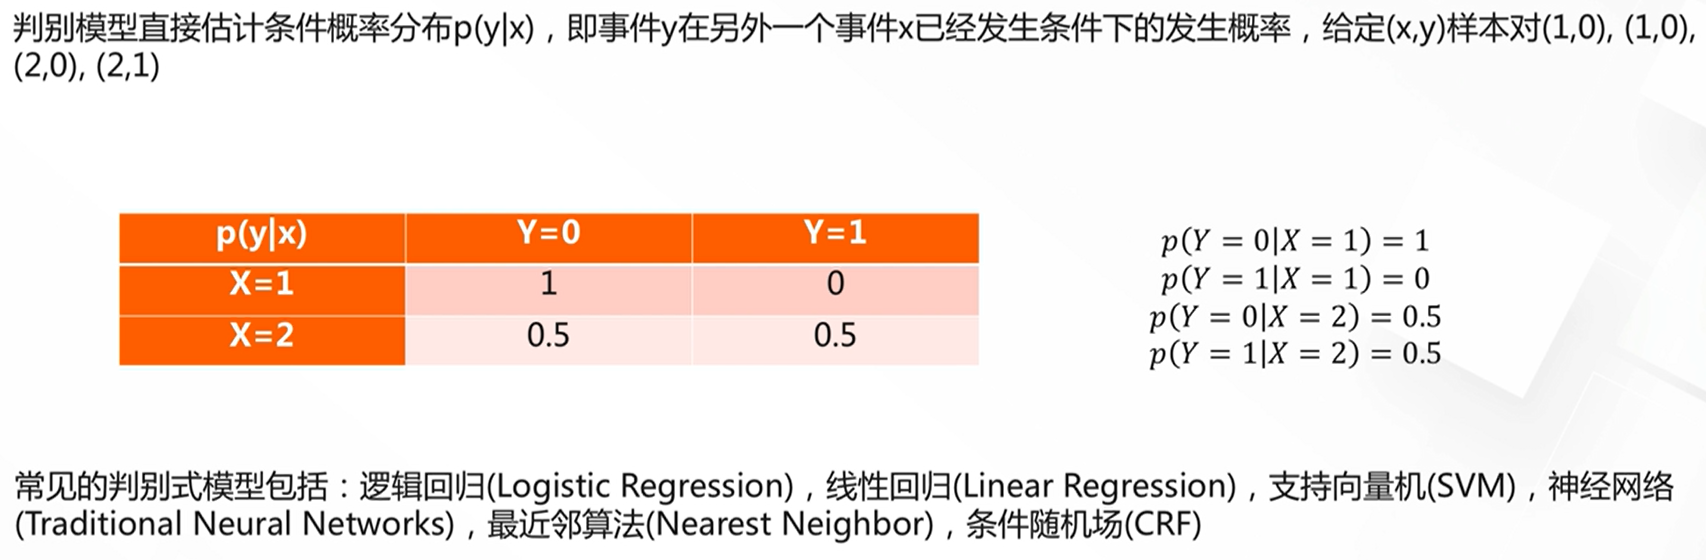 判别模型直接估计条件概率分布p(y|x)，即事件y在另外一个事件x已经发生条件下的发生概率，给定(x,y)样本对(1,0), (1,0),
(2,0), (2,1)
p(y|x) Y=0 Y=1
X=1 1 0
X=2 0.5 0.5
p(Y = 0|X = 1) = 1
p(Y = 1|X = 1) = 0
p(Y = 0|X = 2) = 0.5
p(Y = 1|X = 2) = 0.5
常见的判别式模型包括：逻辑回归(Logistic Regression)，线性回归(Linear Regression)，支持向量机(SVM)，神经网络
(Traditional Neural Networks)，最近邻算法(Nearest Neighbor)，条件随机场(CRF)